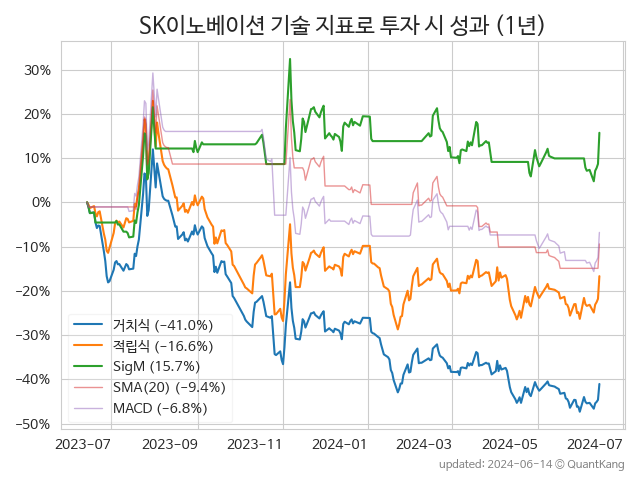 SK이노베이션 기술 지표로 투자 시 성과 (1년)
30%
20%
10%
0%
−10%
−20%
−30%
−40%
−50%
거치식 (−41.0%)
적립식 (−16.6%)
SigM (15.7%)
SMA(20) (−9.4%)
MACD (−6.8%)
2023-07 2023-09 2023-11 2024-01 2024-03 2024-05 2024-07
updated: 2024-06-14 © QuantKang